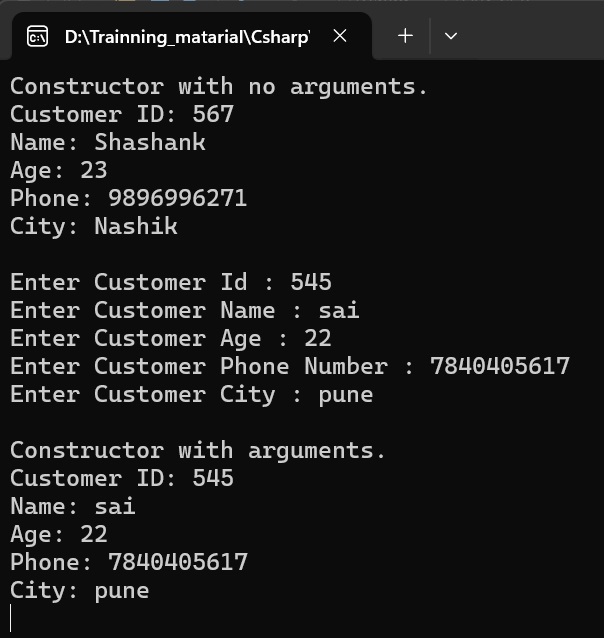 D:\Trainning_matarial\Csharp\
Constructor with no arguments.
Customer ID: 567
Name: Shashank
Age: 23
Phone: 9896996271
City: Nashik
Enter Customer Id : 545
Enter Customer Name : sai
Enter Customer Age : 22
Enter Customer Phone Number : 7840405617
Enter Customer City : pune
Constructor with arguments.
Customer ID: 545
Name: sai
Age: 22
Phone: 7840405617
City: pune